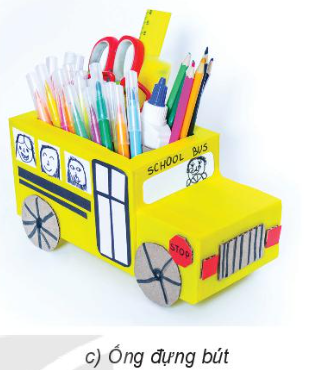 SCHOOL BUS
STOP
c) Ống đựng bút